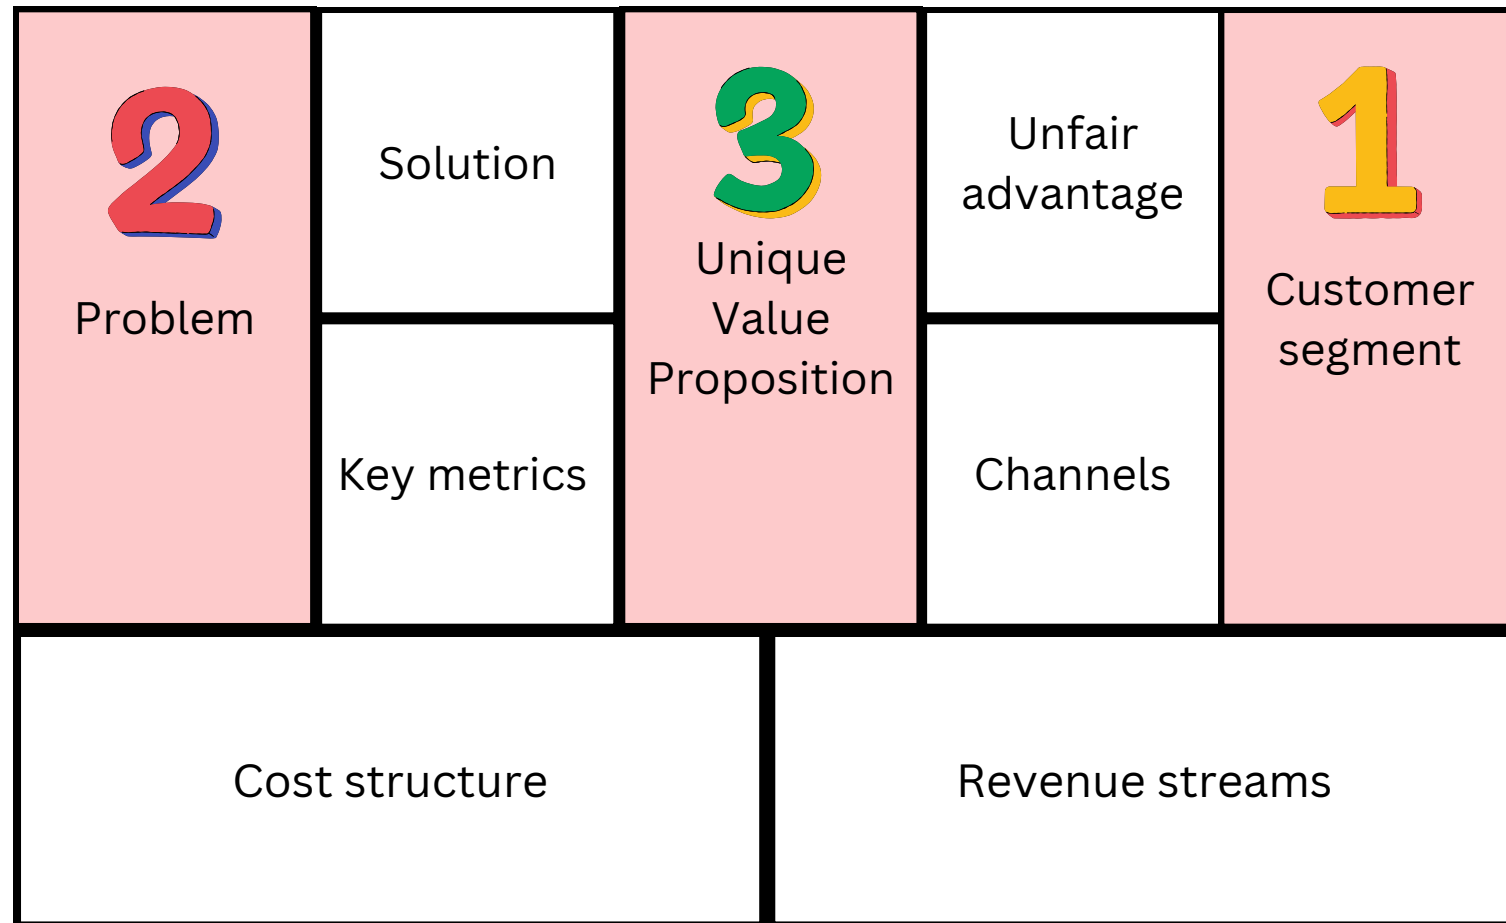 2
Problem
Solution
Key metrics
3
Unique
Value
Proposition
Unfair
advantage
Channels
1
Customer
segment
Cost structure
Revenue streams